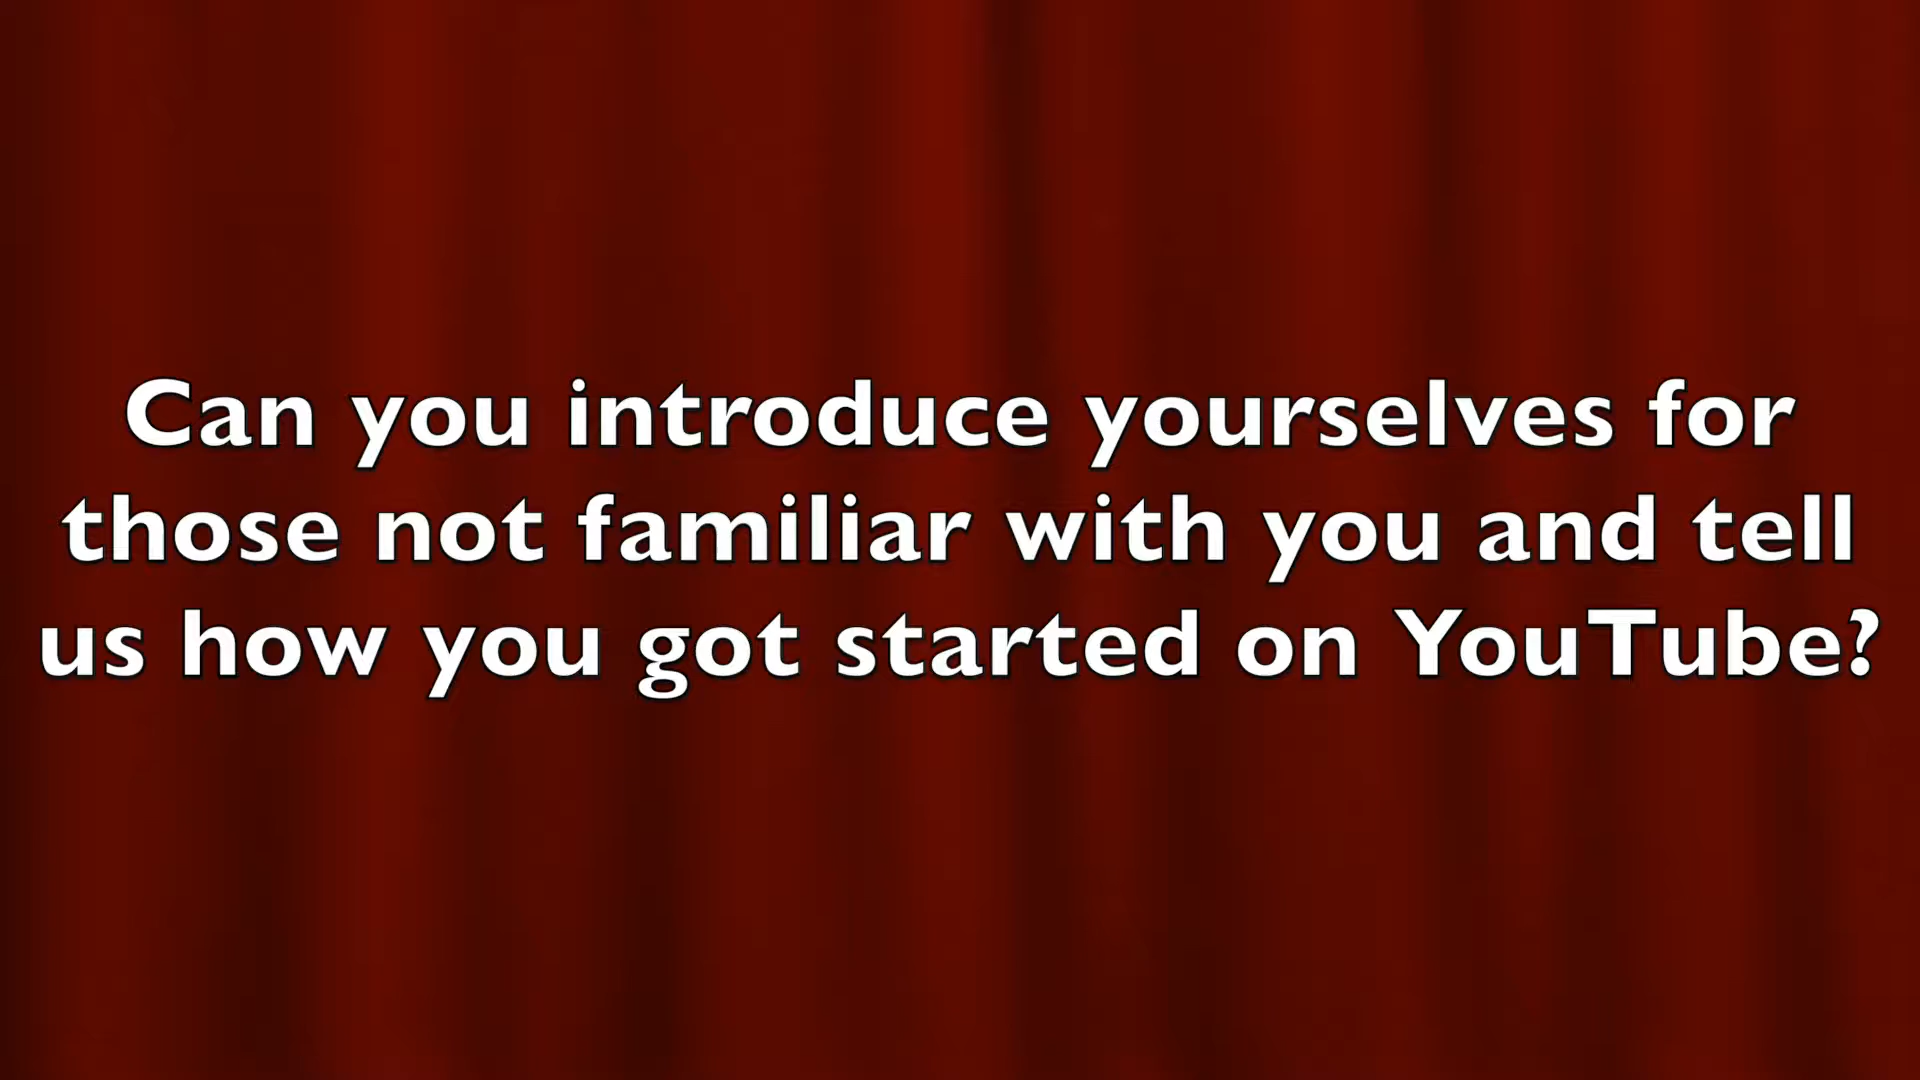 Can you introduce yourselves for
those not familiar with you and tell
us how you got started on YouTube?